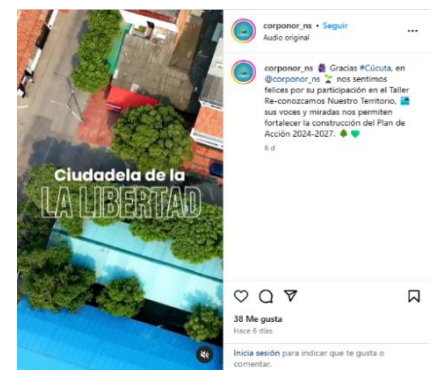 corponor_ns • Seguir
Audio original
corponor_ns Gracias #Cúcuta, en
@corponor_ns nos sentimos
felices por su participación en el Taller
Re-conozcamos Nuestro Territorio,
sus voces y miradas nos permiten
fortalecer la construcción del Plan de
Acción 2024-2027.
6 d
Ciudadela de la
LA LIBERTAD
38 Me gusta
Hace 6 días
Inicia sesión para indicar que te gusta o
comentar.